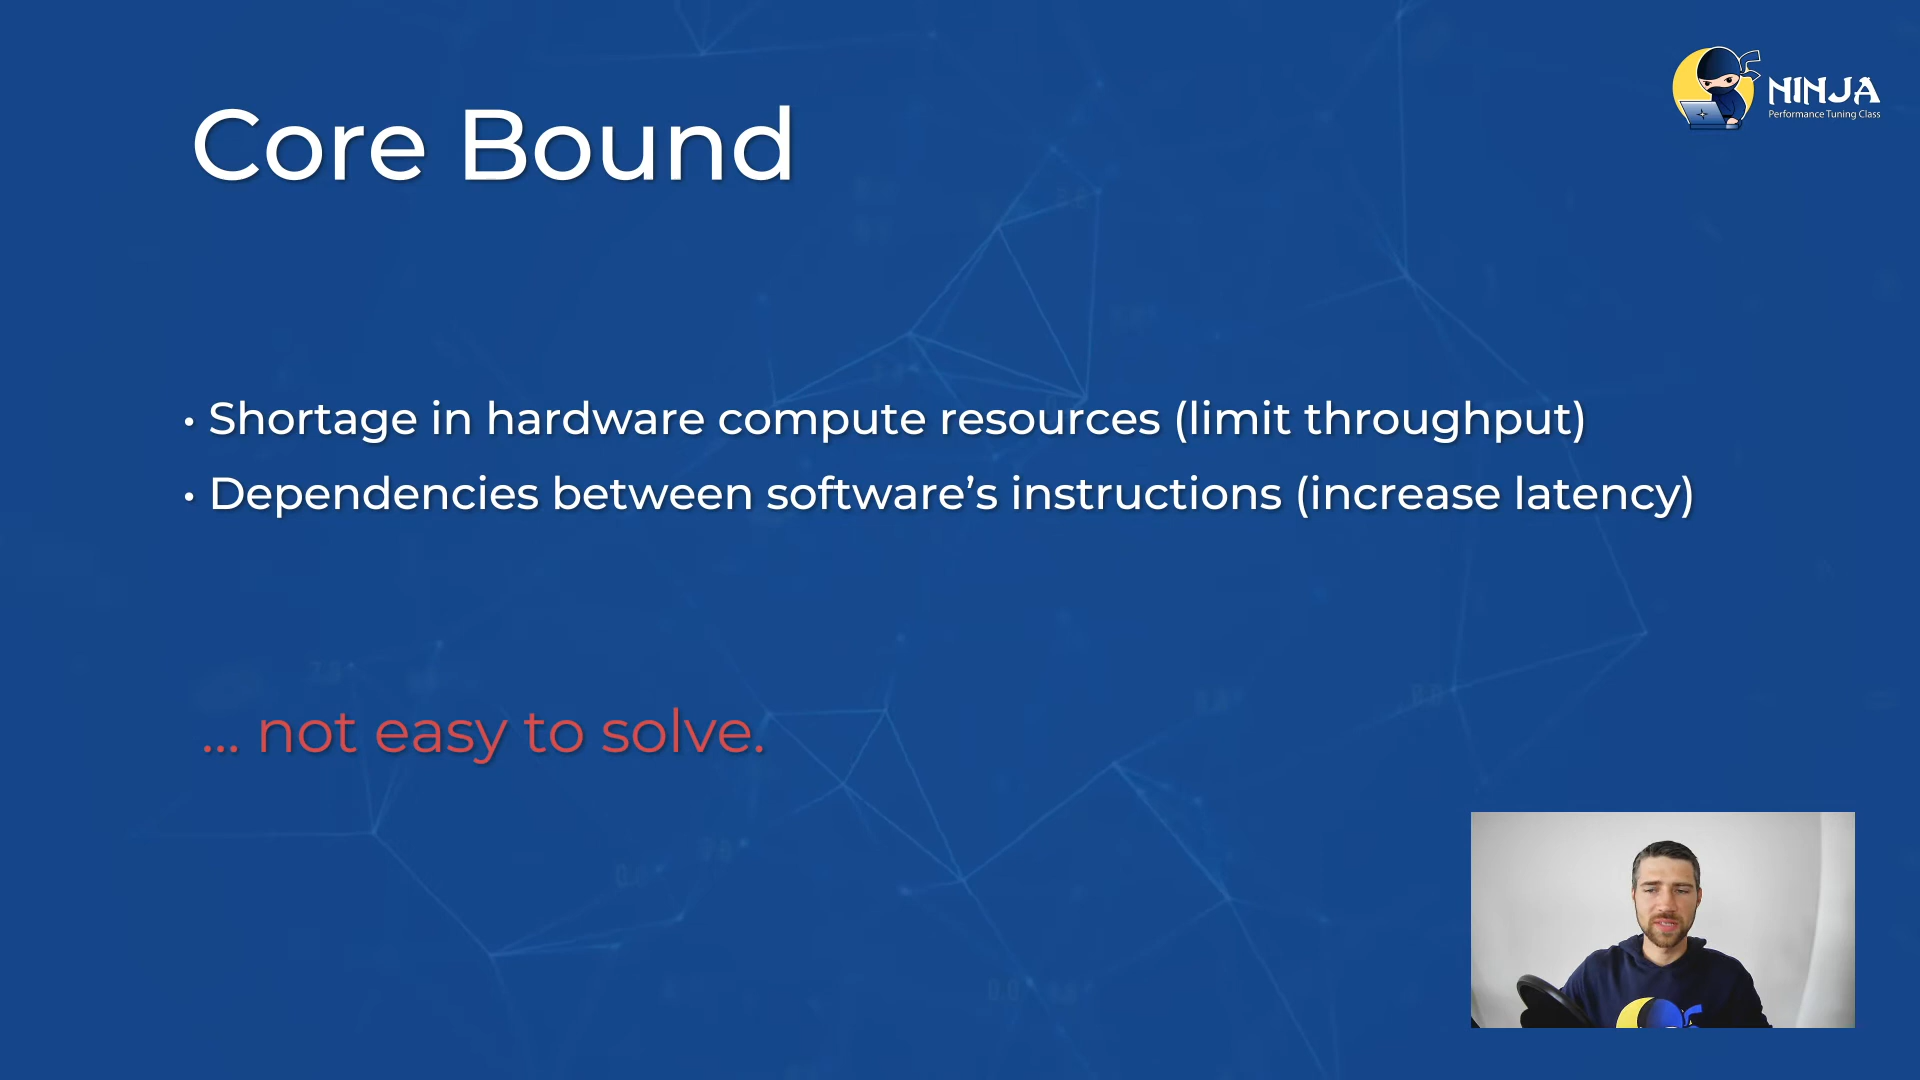 Core Bound
NINJA
Performance Tuning Class
• Shortage in hardware compute resources (limit throughput)
• Dependencies between software’s instructions (increase latency)
... not easy to solve.